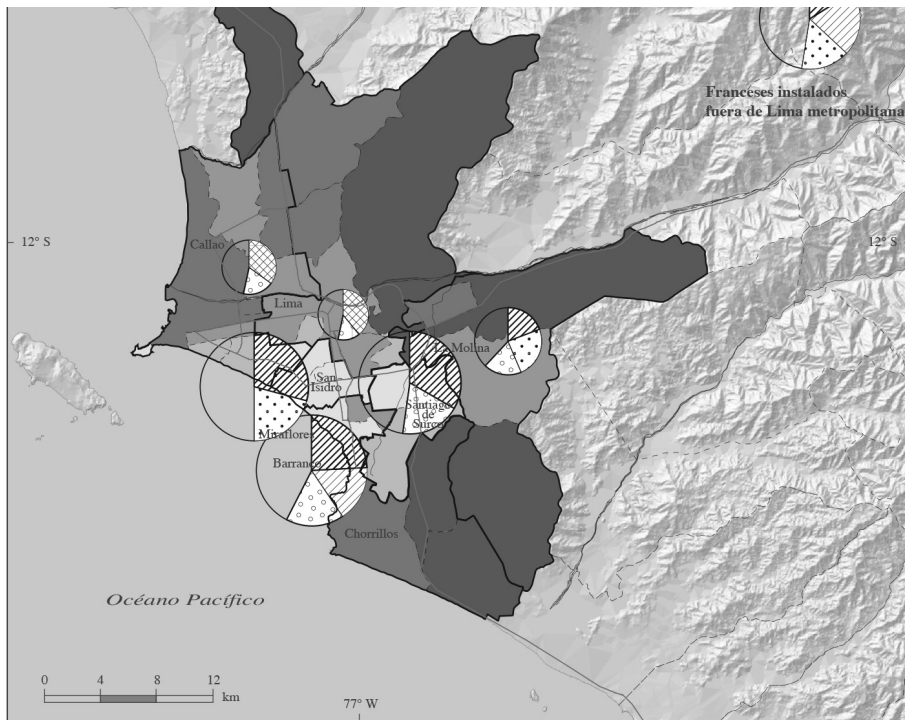 Franceses instalados
fuera de Lima metropolitana
12° S
12° S
Callao
Lima
La Molina
San
Isidro
Santiago
de
Surco
Miraflores
Barranco
Chorrillos
Océano Pacífico
0 4 8 12
km
77° W